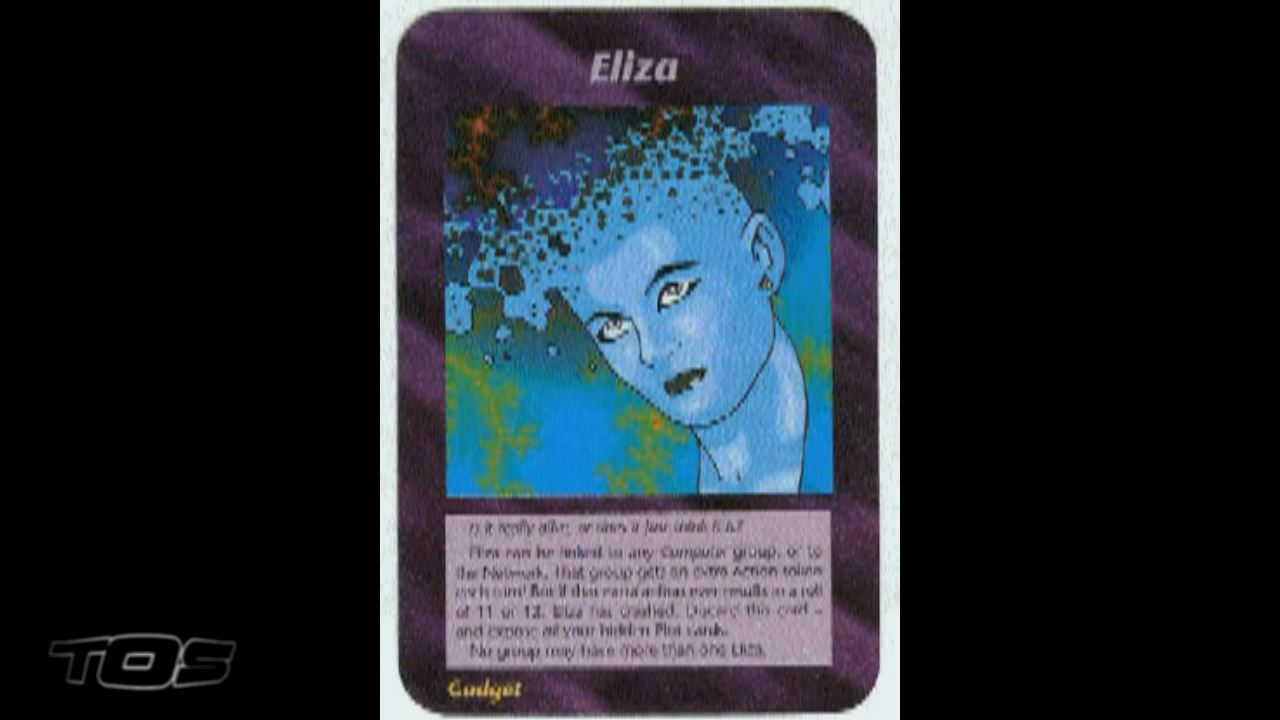 Eliza
Is it really alive, or does it just think it is?
Eliza can be linked to any Computer group, or to
the Network. That group gets an extra Action token
each turn! But if that extra action ever results in a roll
of 11 or 12, Eliza has crashed. Discard this card –
and expose all your hidden Plot cards.
No group may have more than one Eliza.
Gadget
TOS